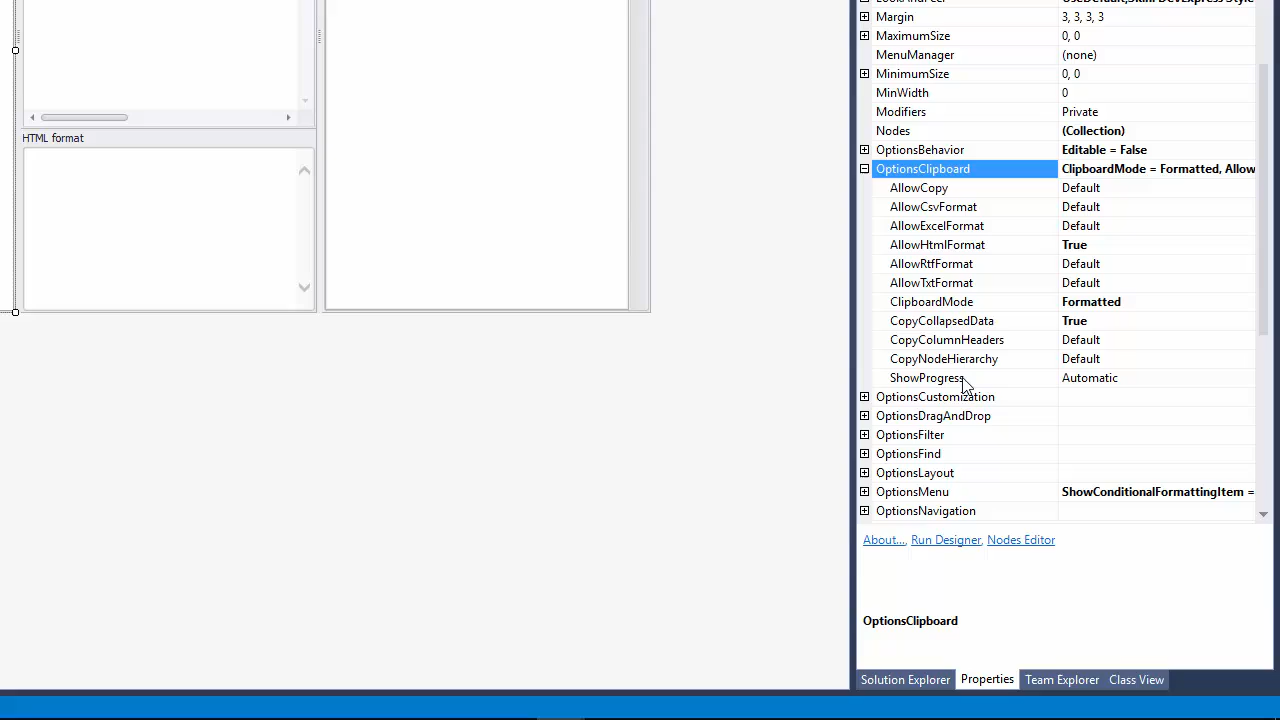 Margin 3, 3, 3, 3
MaximumSize 0, 0
MenuManager (none)
MinimumSize 0, 0
MinWidth 0
Modifiers Private
Nodes (Collection)
OptionsBehavior Editable = False
OptionsClipboard ClipboardMode = Formatted, Allow
AllowCopy Default
AllowCsvFormat Default
AllowExcelFormat Default
AllowHtmlFormat True
AllowRtfFormat Default
AllowTxtFormat Default
ClipboardMode Formatted
CopyCollapsedData True
CopyColumnHeaders Default
CopyNodeHierarchy Default
ShowProgress Automatic
OptionsCustomization
OptionsDragAndDrop
OptionsFilter
OptionsFind
OptionsLayout
OptionsMenu ShowConditionalFormattingItem =
OptionsNavigation
HTML format
About..., Run Designer, Nodes Editor
OptionsClipboard
Solution Explorer Properties Team Explorer Class View